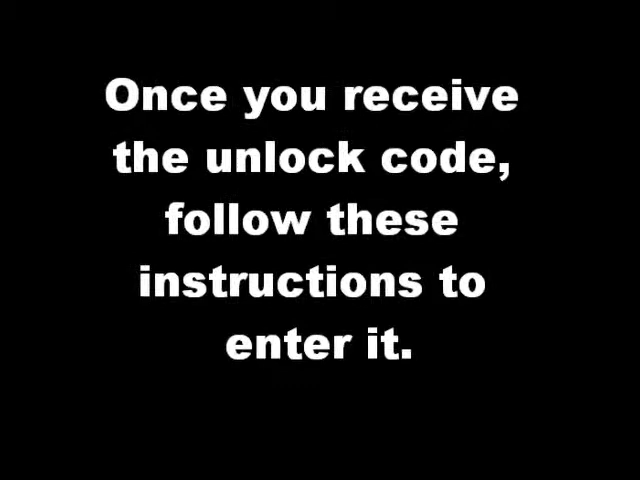 Once you receive
the unlock code,
follow these
instructions to
enter it.